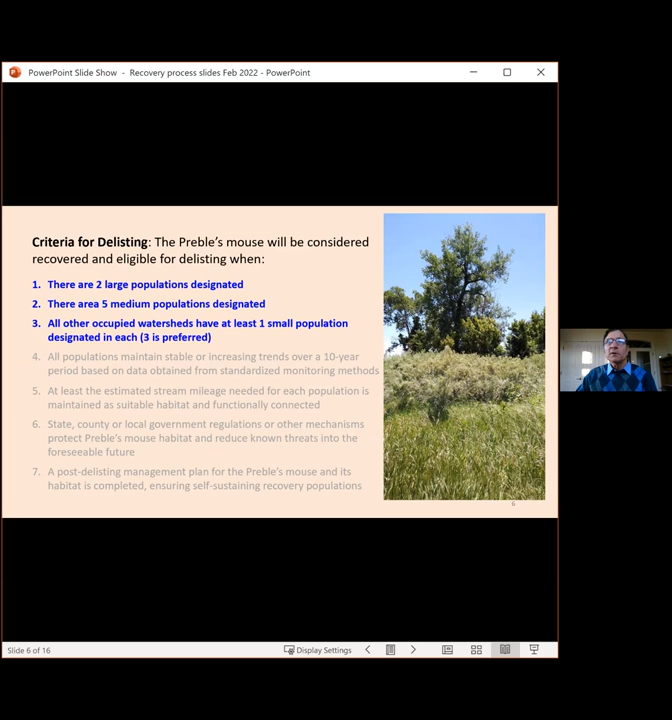 PowerPoint Slide Show - Recovery process slides Feb 2022 - PowerPoint
Criteria for Delisting: The Preble's mouse will be considered
recovered and eligible for delisting when:
1. There are 2 large populations designated
2. There area 5 medium populations designated
3. All other occupied watersheds have at least 1 small population
designated in each (3 is preferred)
4. All populations maintain stable or increasing trends over a 10-year
period based on data obtained from standardized monitoring methods
5. At least the estimated stream mileage needed for each population is
maintained as suitable habitat and functionally connected
6. State, county or local government regulations or other mechanisms
protect Preble's mouse habitat and reduce known threats into the
foreseeable future
7. A post-delisting management plan for the Preble's mouse and its
habitat is completed, ensuring self-sustaining recovery populations
6
Slide 6 of 16
Display Settings